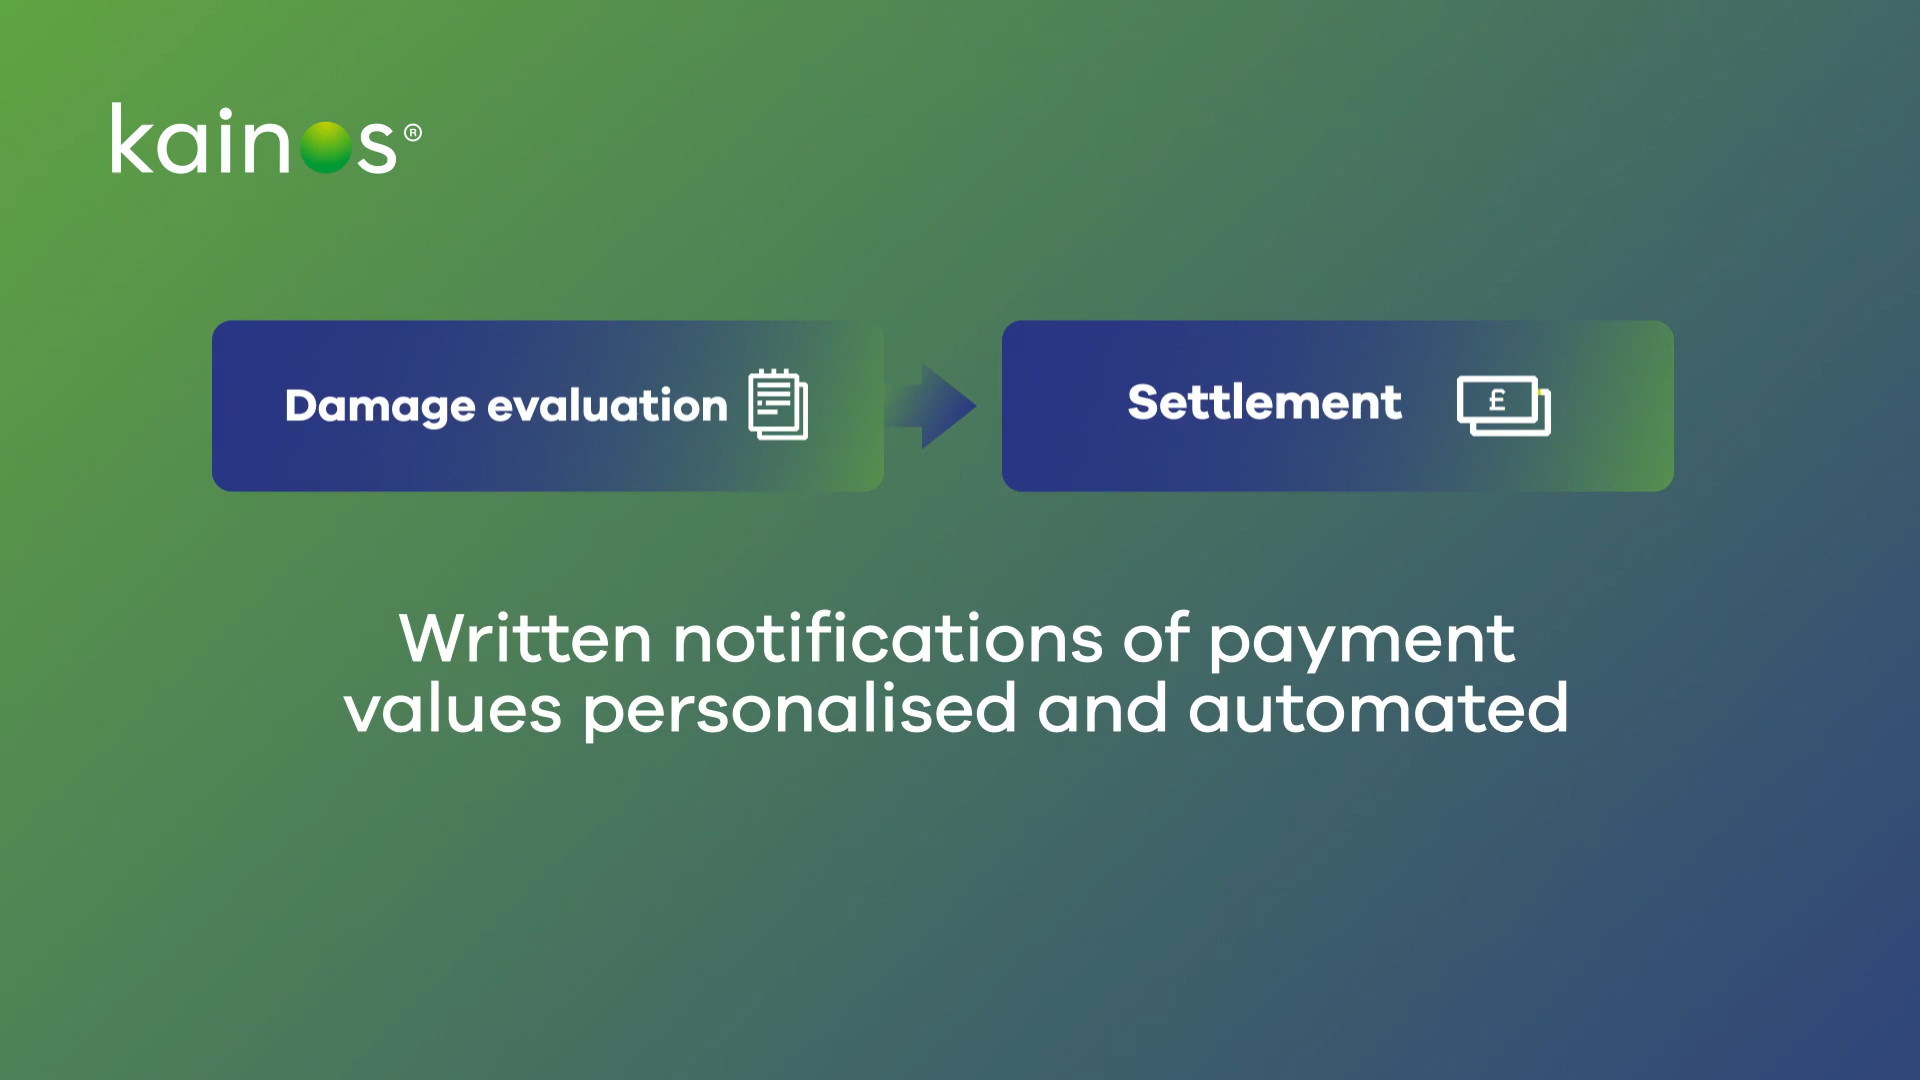 kainos®
Damage evaluation
Settlement
£
Written notifications of payment
values personalised and automated